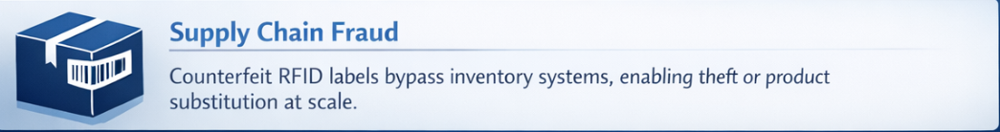 Supply Chain Fraud
Counterfeit RFID labels bypass inventory systems, enabling theft or product
substitution at scale.